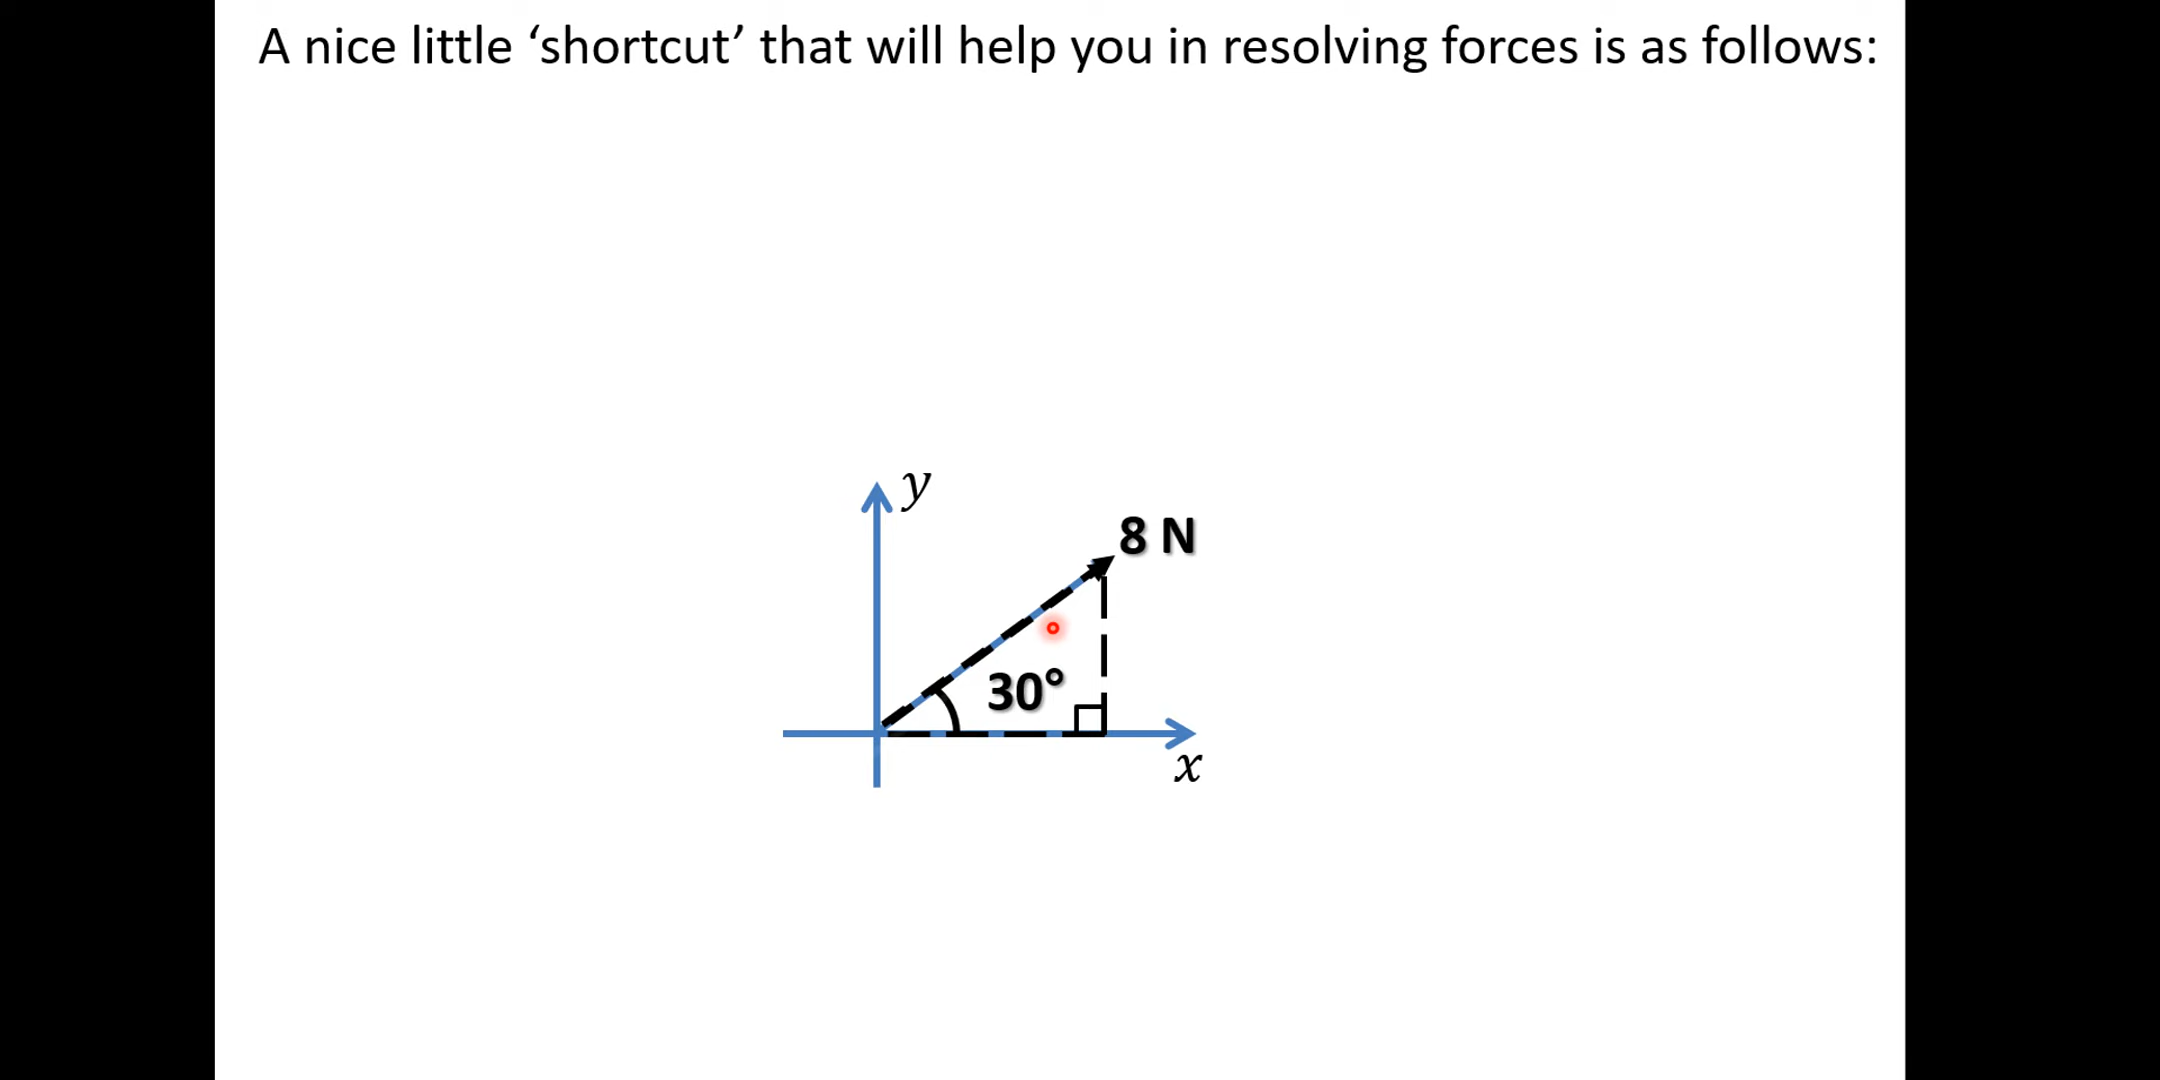 A nice little ‘shortcut’ that will help you in resolving forces is as follows:
y
8 N
30°
x